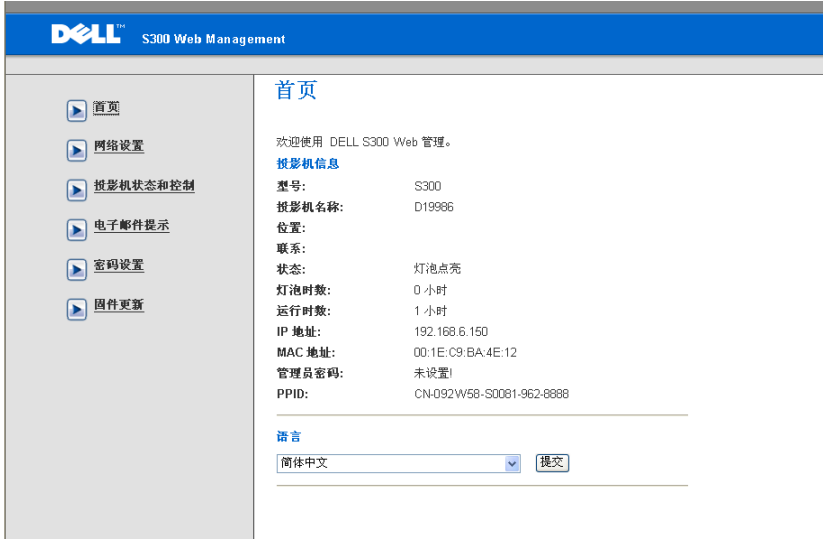 DELL™ S300 Web Management
首页
网络设置
投影机状态和控制
电子邮件提示
密码设置
固件更新
首页
欢迎使用 DELL S300 Web 管理。
投影机信息
型号: S300
投影机名称: D19986
位置:
联系:
状态: 灯泡点亮
灯泡时数: 0 小时
运行时数: 1 小时
IP 地址: 192.168.6.150
MAC 地址: 00:1E:C9:BA:4E:12
管理员密码: 未设置!
PPID: CN-092W58-S0081-962-8888
语言
简体中文 提交